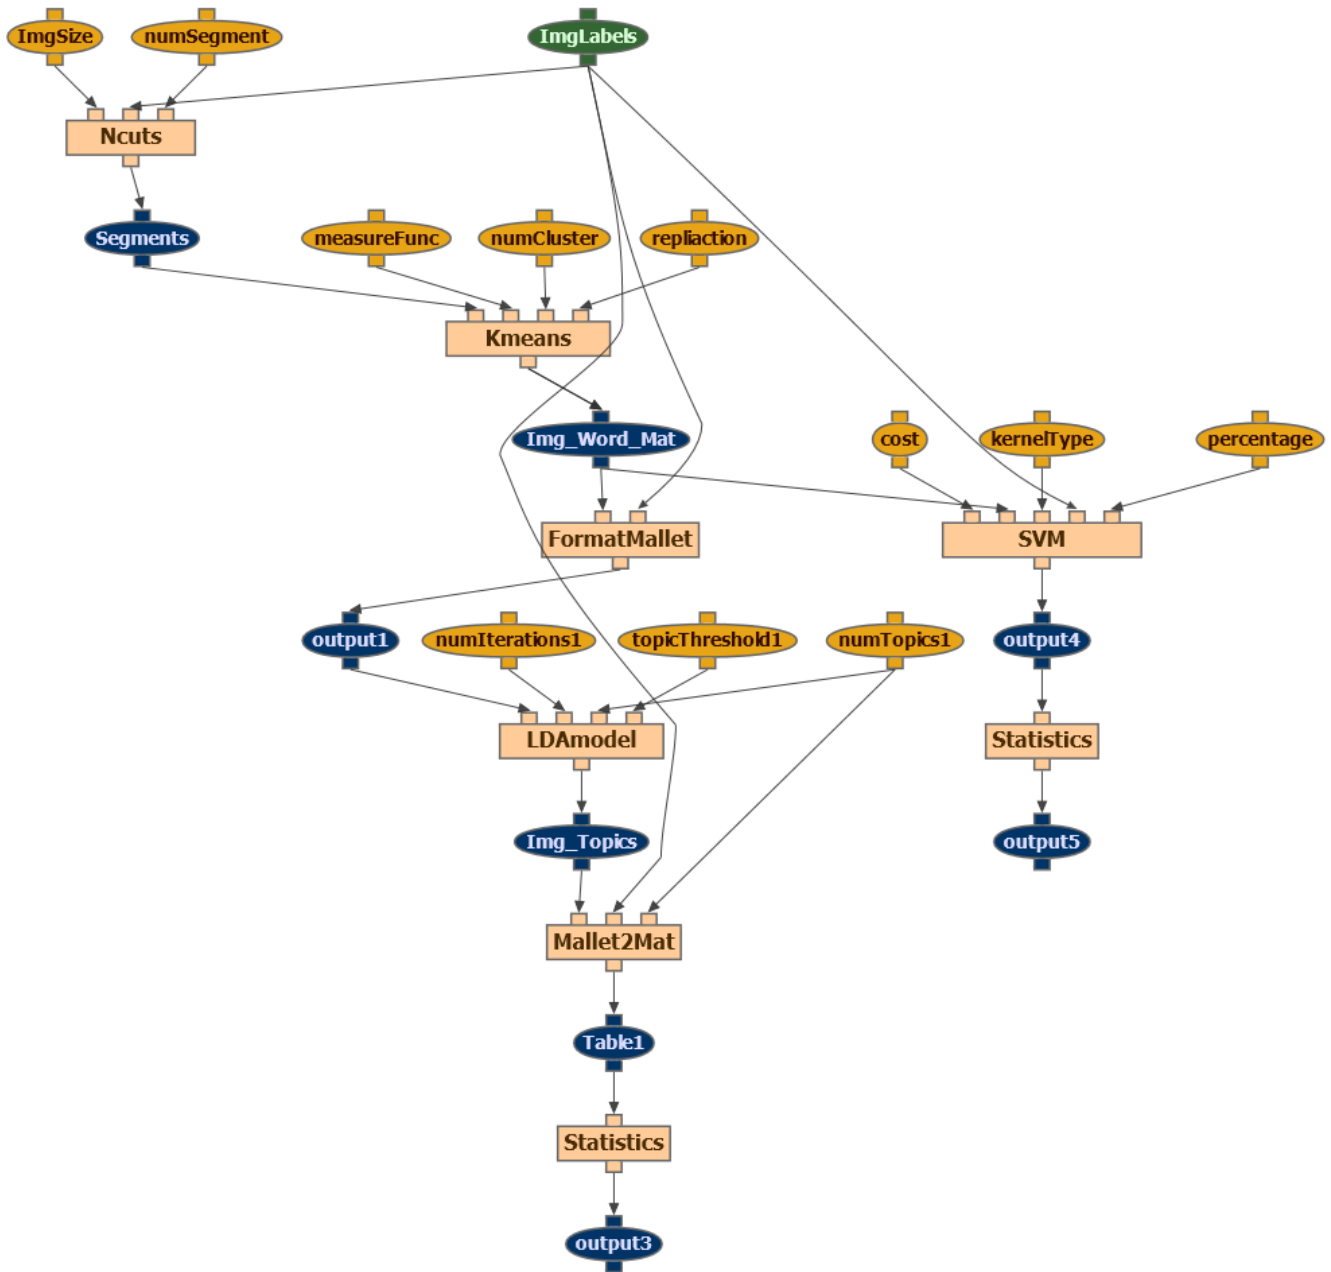 ImgSize
numSegment
ImgLabels
Ncuts
Segments
measureFunc
numCluster
repliaction
Kmeans
Img_Word_Mat
cost
kernelType
percentage
FormatMallet
SVM
output1
numIterations1
topicThreshold1
numTopics1
output4
LDAmodel
Statistics
Img_Topics
output5
Mallet2Mat
Table1
Statistics
output3